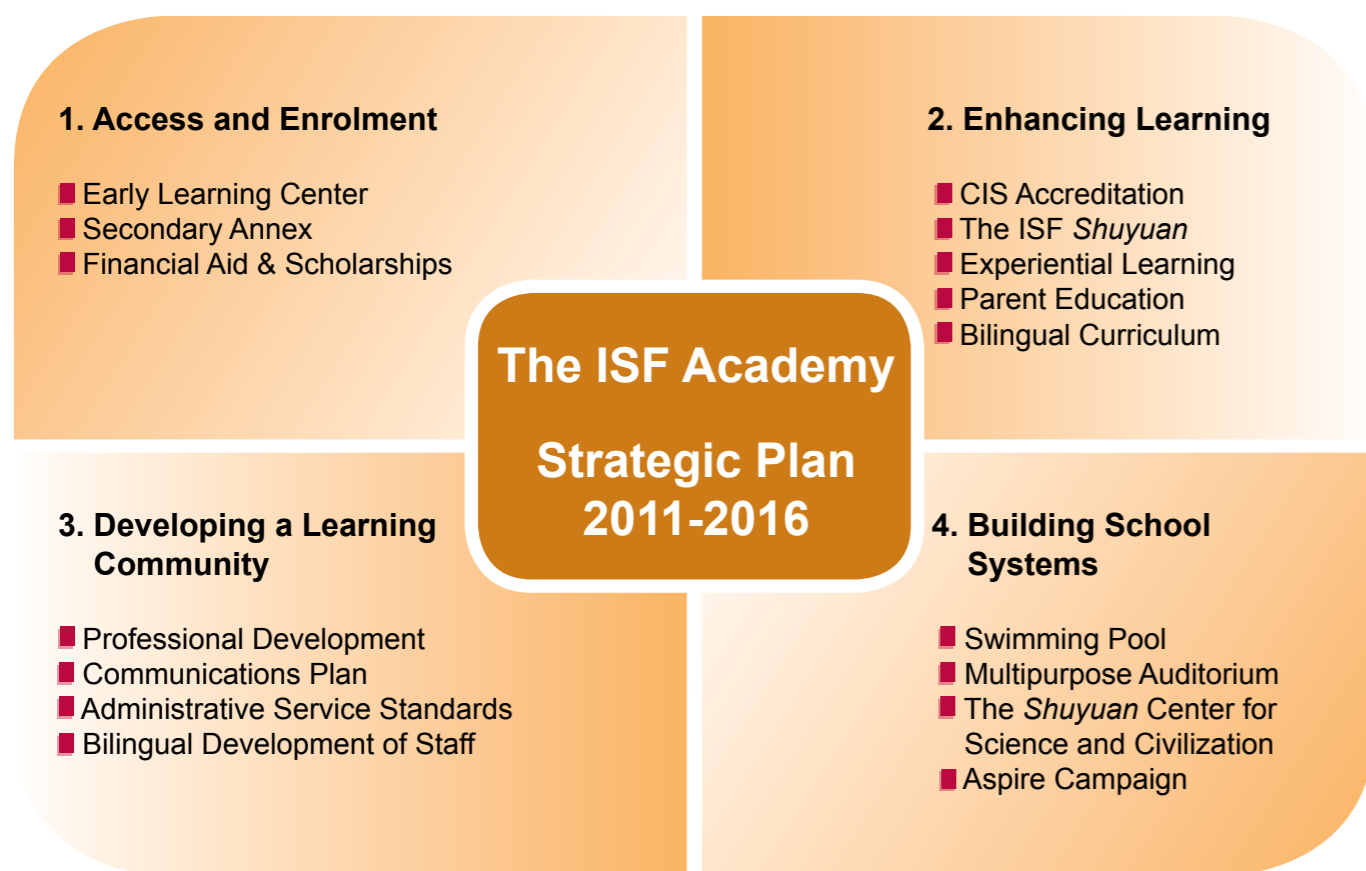 1. Access and Enrolment
Early Learning Center
Secondary Annex
Financial Aid & Scholarships
2. Enhancing Learning
CIS Accreditation
The ISF Shuyuan
Experiential Learning
Parent Education
Bilingual Curriculum
The ISF Academy
Strategic Plan
2011-2016
3. Developing a Learning
Community
Professional Development
Communications Plan
Administrative Service Standards
Bilingual Development of Staff
4. Building School
Systems
Swimming Pool
Multipurpose Auditorium
The Shuyuan Center for
Science and Civilization
Aspire Campaign